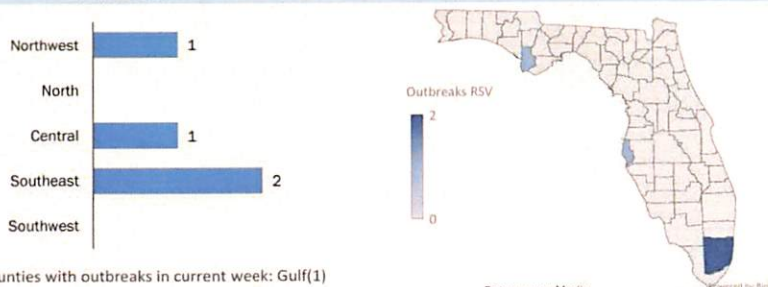 Northwest 1
North
Central 1
Southeast 2
Southwest
Outbreaks RSV
2
0
unties with outbreaks in current week: Gulf(1)